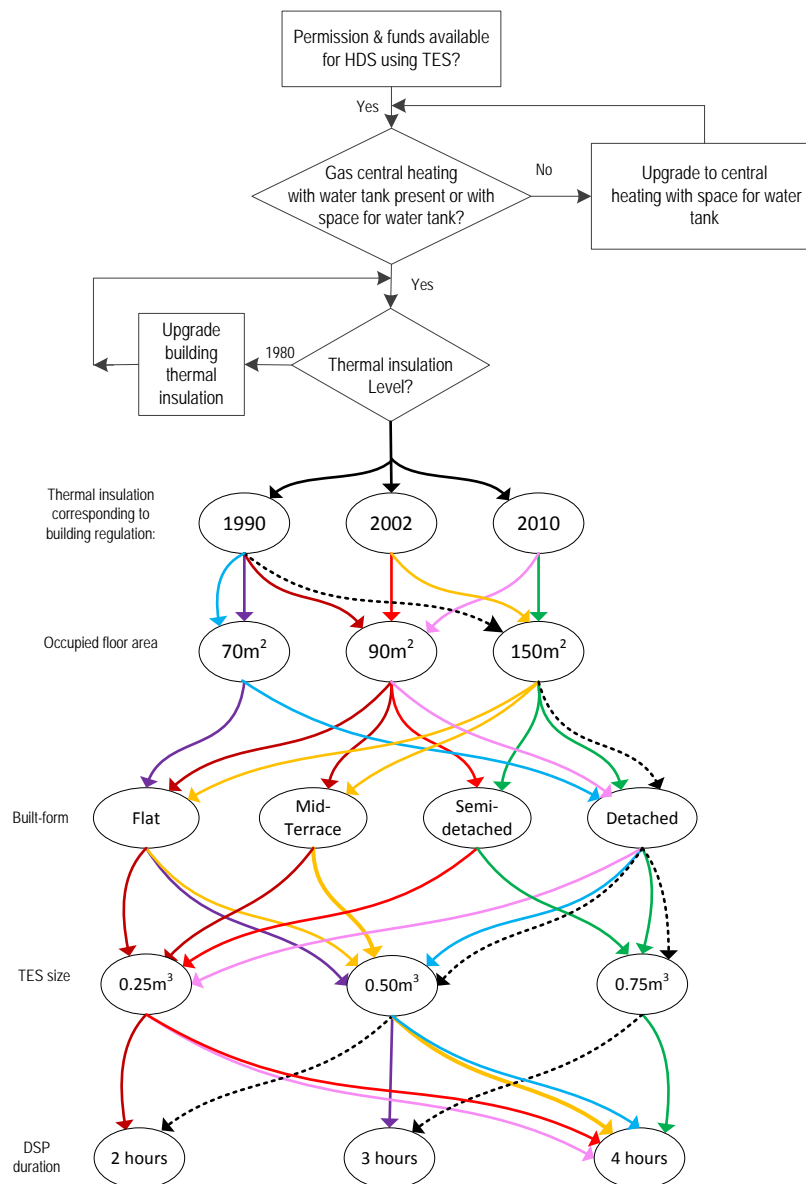 Permission & funds available
for HDS using TES?
Yes
Gas central heating
with water tank present or with
space for water tank?
No
Upgrade to central
heating with space for water
tank
Yes
Upgrade
building
thermal
insulation
1980
Thermal insulation
Level?
Thermal insulation
corresponding to
building regulation:
1990
2002
2010
Occupied floor area
70m²
90m²
150m²
Built-form
Flat
Mid-
Terrace
Semi-
detached
Detached
TES size
0.25m³
0.50m³
0.75m³
DSP
duration
2 hours
3 hours
4 hours